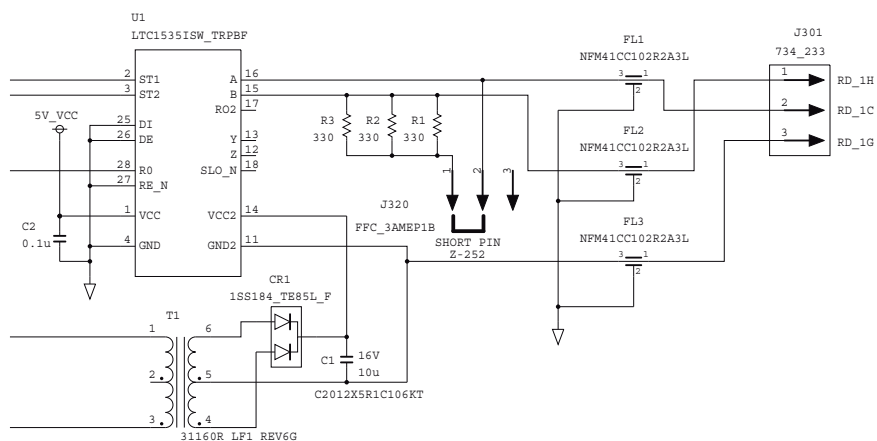 U1
LTC1535ISW_TRPBF
2 ST1 A 16
3 ST2 B 15
RO2 17
5V_VCC
25 DI
26 DE Y 13
Z 12
28 R0 SLO_N 18
27 RE_N
1 VCC VCC2 14
4 GND GND2 11
C2
0.1u
R3 R2 R1
330 330 330
1 2 3
J320
FFC_3AMEP1B
SHORT PIN
Z-252
FL1
NFM41CC102R2A3L
3 1
2
FL2
NFM41CC102R2A3L
3 1
2
FL3
NFM41CC102R2A3L
3 1
2
J301
734_233
1 RD_1H
2 RD_1C
3 RD_1G
CR1
1SS184_TE85L_F
T1
1 6
2 5
3 4
C1 16V
10u
C2012X5R1C106KT
31160R LF1 REV6G